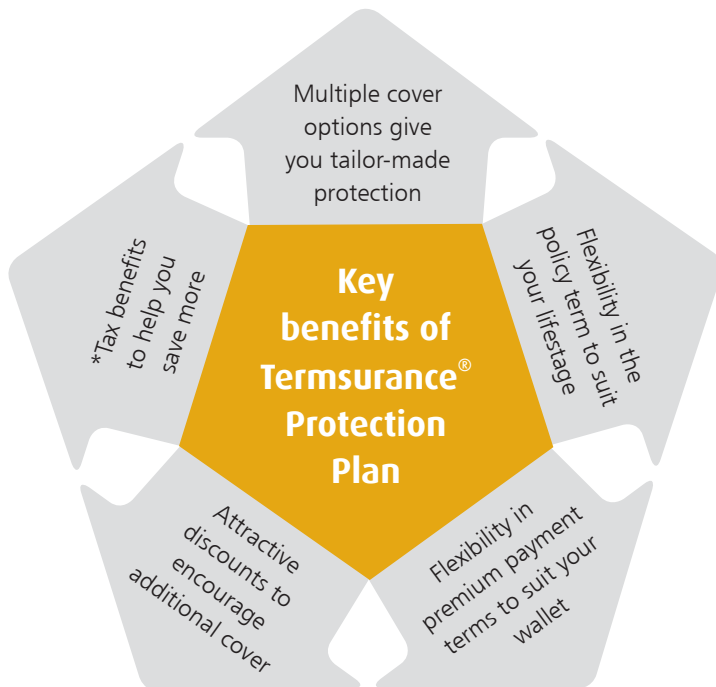 Multiple cover
options give
you tailor-made
protection
Flexibility in the
policy term to suit
your lifestage
Flexibility in
premium payment
terms to suit your
wallet
Attractive
discounts to
encourage
additional cover
*Tax benefits
to help you
save more
Key
benefits of
Termsurance®
Protection
Plan